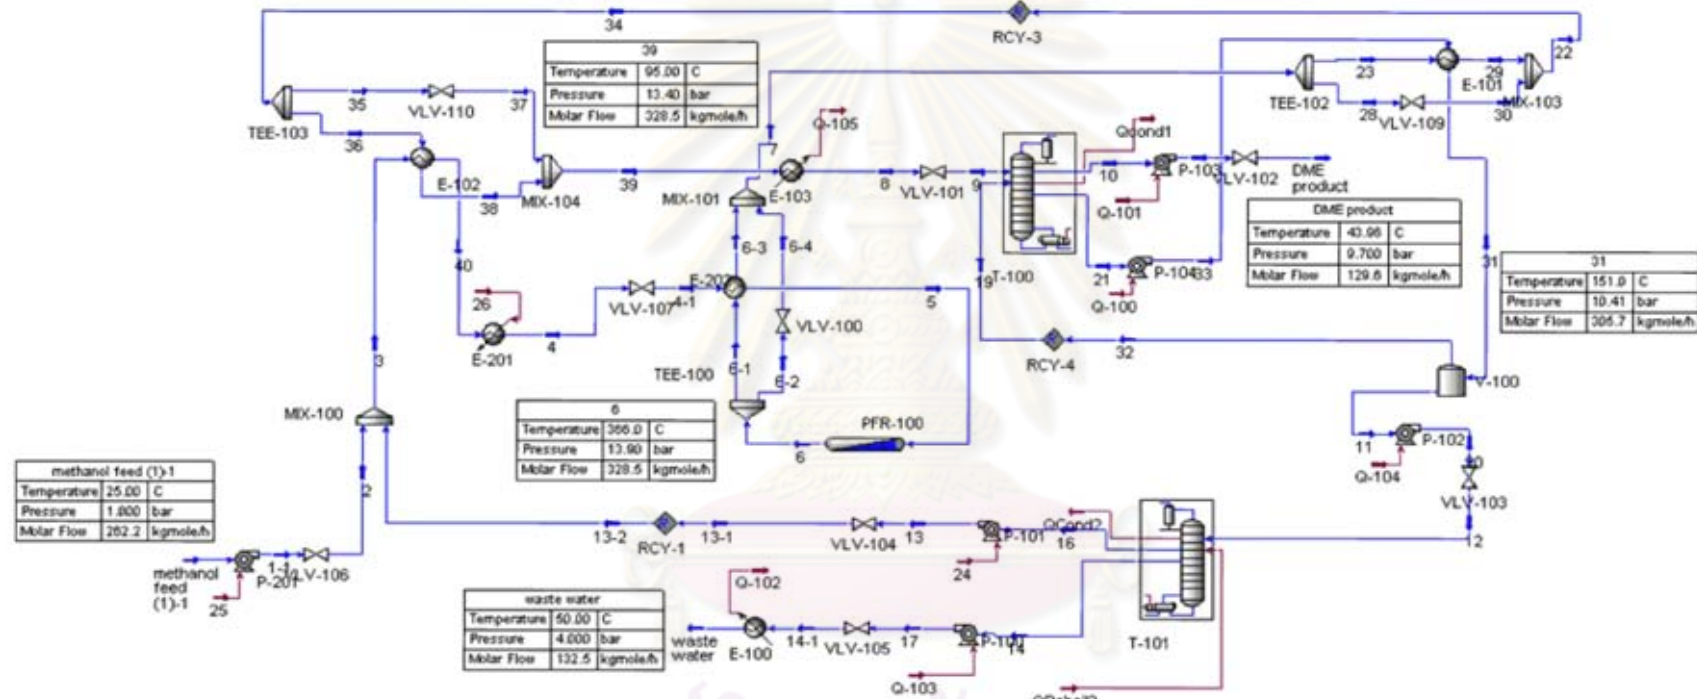 34
RCY-3
39
Temperature 95.00 C
Pressure 13.40 bar
Molar Flow 328.5 kgmole/h
22
23
29
E-101
TEE-102
MIX-103
28
VLV-109
30
35
VLV-110
37
TEE-103
36
Q-105
7
Qcond1
E-102
38
MIX-104
39
MIX-101
E-103
8
VLV-101
9
10
P-103
VLV-102
DME
product
Q-101
DME product
Temperature 43.96 C
Pressure 9.700 bar
Molar Flow 129.6 kgmole/h
6-3
6-4
40
26
VLV-107
4-1
5
19
T-100
21
P-104
33
Q-100
31
31
Temperature 151.0 C
Pressure 10.41 bar
Molar Flow 305.7 kgmole/h
E-201
4
VLV-100
3
TEE-100
6-1
6-2
RCY-4
32
V-100
MIX-100
6
Temperature 366.0 C
Pressure 13.90 bar
Molar Flow 328.5 kgmole/h
PFR-100
6
11
P-102
Q-104
VLV-103
methanol feed (1)-1
Temperature 25.00 C
Pressure 1.000 bar
Molar Flow 262.2 kgmole/h
2
13-2
RCY-1
13-1
VLV-104
13
P-101
QCond2
16
T-101
12
methanol
feed
(1)-1
P-201
1-1
VLV-106
25
24
waste water
Temperature 50.00 C
Pressure 4.000 bar
Molar Flow 132.5 kgmole/h
Q-102
waste
water
E-100
14-1
VLV-105
17
P-100
14
Q-103